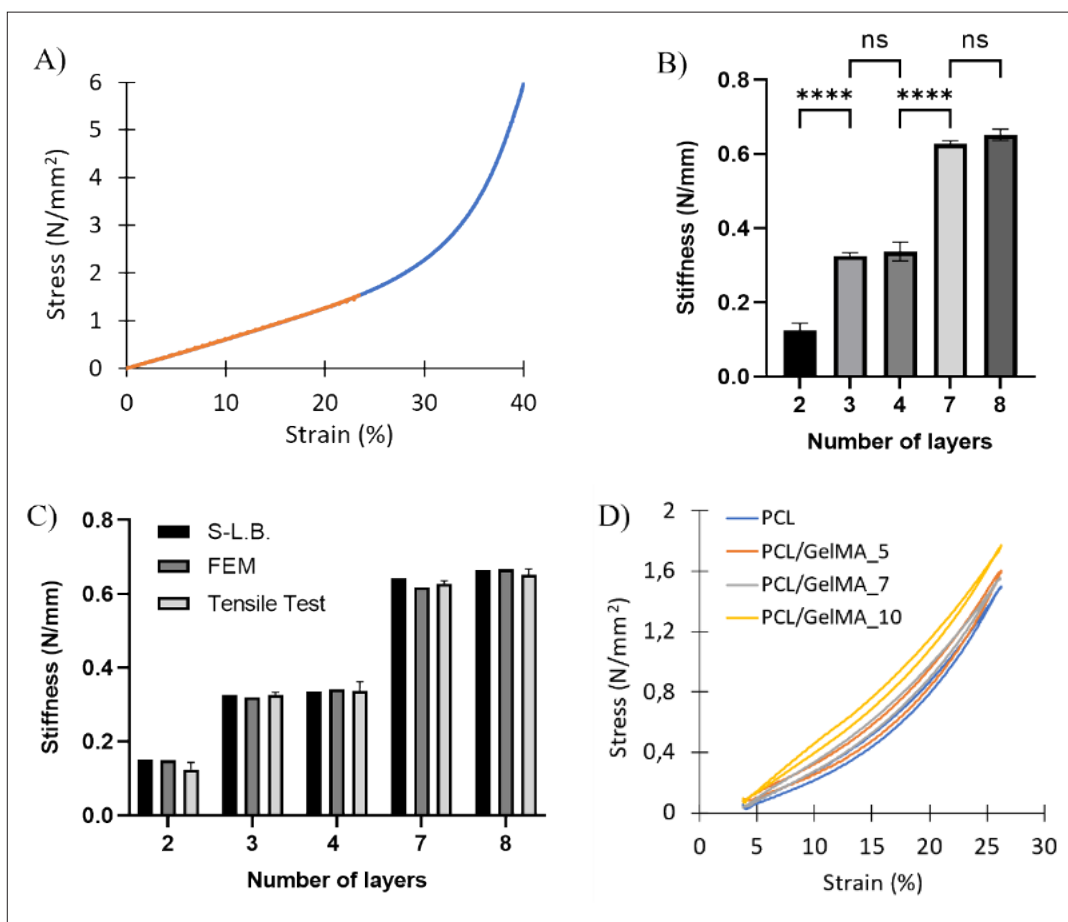 A)
Stress (N/mm²)
6
5
4
3
2
1
0
0 10 20 30 40
Strain (%)
B)
Stiffness (N/mm)
ns ns
**** ****
0.8
0.6
0.4
0.2
0.0
2 3 4 7 8
Number of layers
C)
Stiffness (N/mm)
0.8
0.6
0.4
0.2
0.0
S-L.B.
FEM
Tensile Test
2 3 4 7 8
Number of layers
D)
Stress (N/mm²)
2
1,6
1,2
0,8
0,4
0
PCL
PCL/GelMA_5
PCL/GelMA_7
PCL/GelMA_10
0 5 10 15 20 25 30
Strain (%)